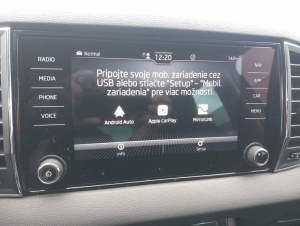 RADIO
MEDIA
PHONE
VOICE
Normal
12:20
Pripojte svoje mob. zariadenie cez
USB alebo stlačte "Setup" - "Mobil.
zariadenia" pre viac možností.
Android Auto
Apple CarPlay
MirrorLink
Info
Setup
NAV
APP
CAR
MENU